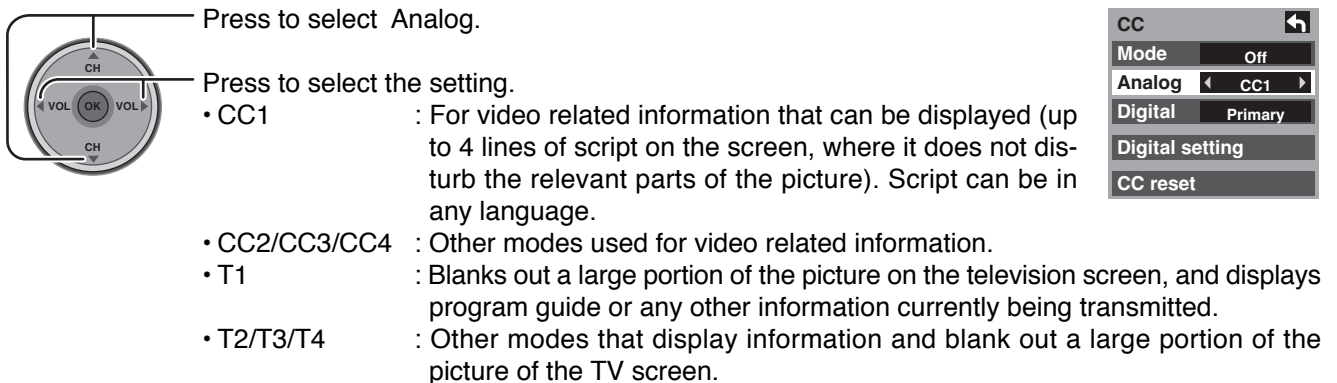 Press to select Analog.
CH
VOL OK VOL
CH
Press to select the setting.
• CC1 : For video related information that can be displayed (up
to 4 lines of script on the screen, where it does not dis-
turb the relevant parts of the picture). Script can be in
any language.
• CC2/CC3/CC4 : Other modes used for video related information.
• T1 : Blanks out a large portion of the picture on the television screen, and displays
program guide or any other information currently being transmitted.
• T2/T3/T4 : Other modes that display information and blank out a large portion of the
picture of the TV screen.
CC
Mode Off
Analog CC1
Digital Primary
Digital setting
CC reset